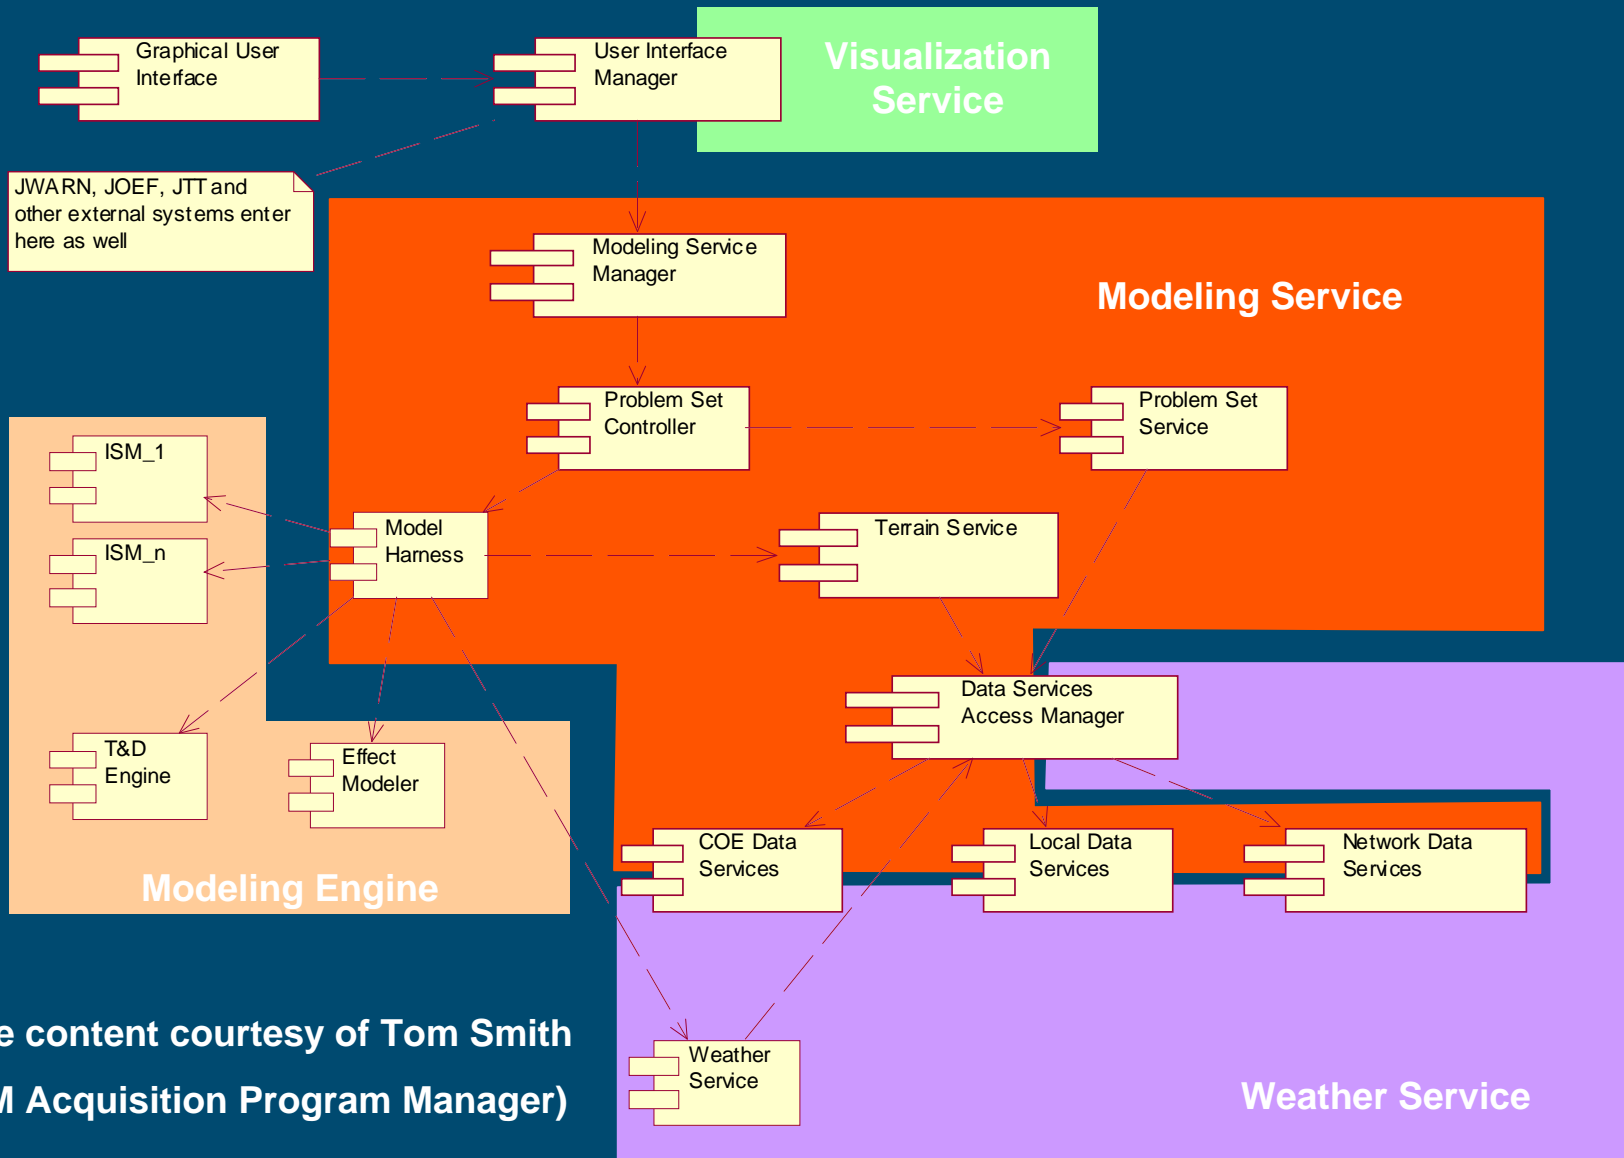 Graphical User
Interface
User Interface
Manager
Visualization
Service
JWARN, JOEF, JTT and
other external systems enter
here as well
Modeling Service
Manager
Modeling Service
Problem Set
Controller
Problem Set
Service
ISM_1
Model
Harness
Terrain Service
ISM_n
Data Services
Access Manager
T&D
Engine
Effect
Modeler
COE Data
Services
Local Data
Services
Network Data
Services
Modeling Engine
content courtesy of Tom Smith
Weather
Service
Acquisition Program Manager)
Weather Service